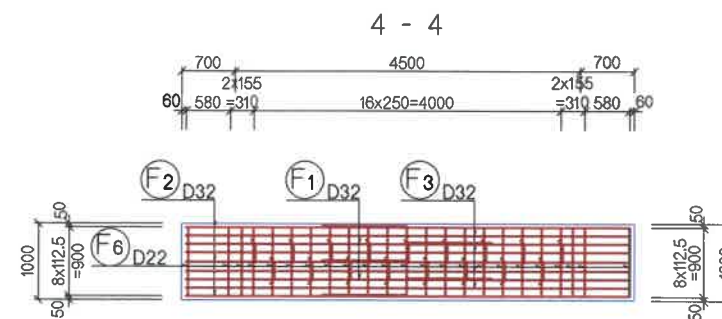 4 - 4
700 4500 700
2x155 2x155
60 580 =310 16x250=4000 =310 580 60
F2 D32 F1 D32 F3 D32
50 50
F6 D22
1000 8x112,5 =900 8x112,5 =900
50 50